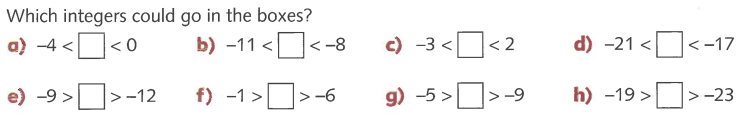 Which integers could go in the boxes?
a) –4 < □ < 0 b) –11 < □ < –8 c) –3 < □ < 2 d) –21 < □ < –17
e) –9 > □ > –12 f) –1 > □ > –6 g) –5 > □ > –9 h) –19 > □ > –23